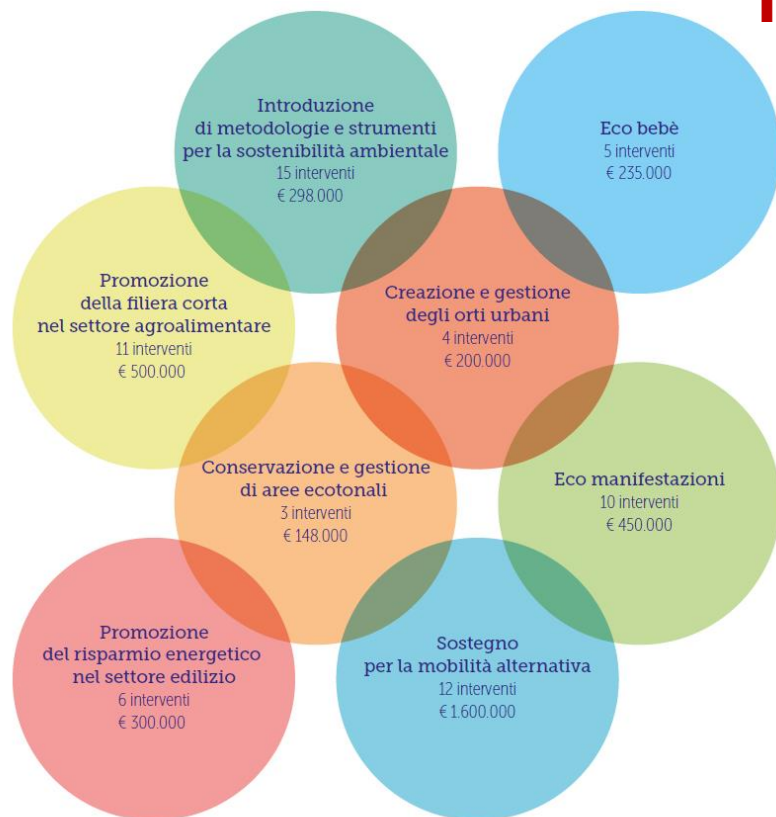 Introduzione
di metodologie e strumenti
per la sostenibilità ambientale
15 interventi
€ 298.000
Eco bebè
5 interventi
€ 235.000
Promozione
della filiera corta
nel settore agroalimentare
11 interventi
€ 500.000
Creazione e gestione
degli orti urbani
4 interventi
€ 200.000
Conservazione e gestione
di aree ecotonali
3 interventi
€ 148.000
Eco manifestazioni
10 interventi
€ 450.000
Promozione
del risparmio energetico
nel settore edilizio
6 interventi
€ 300.000
Sostegno
per la mobilità alternativa
12 interventi
€ 1.600.000